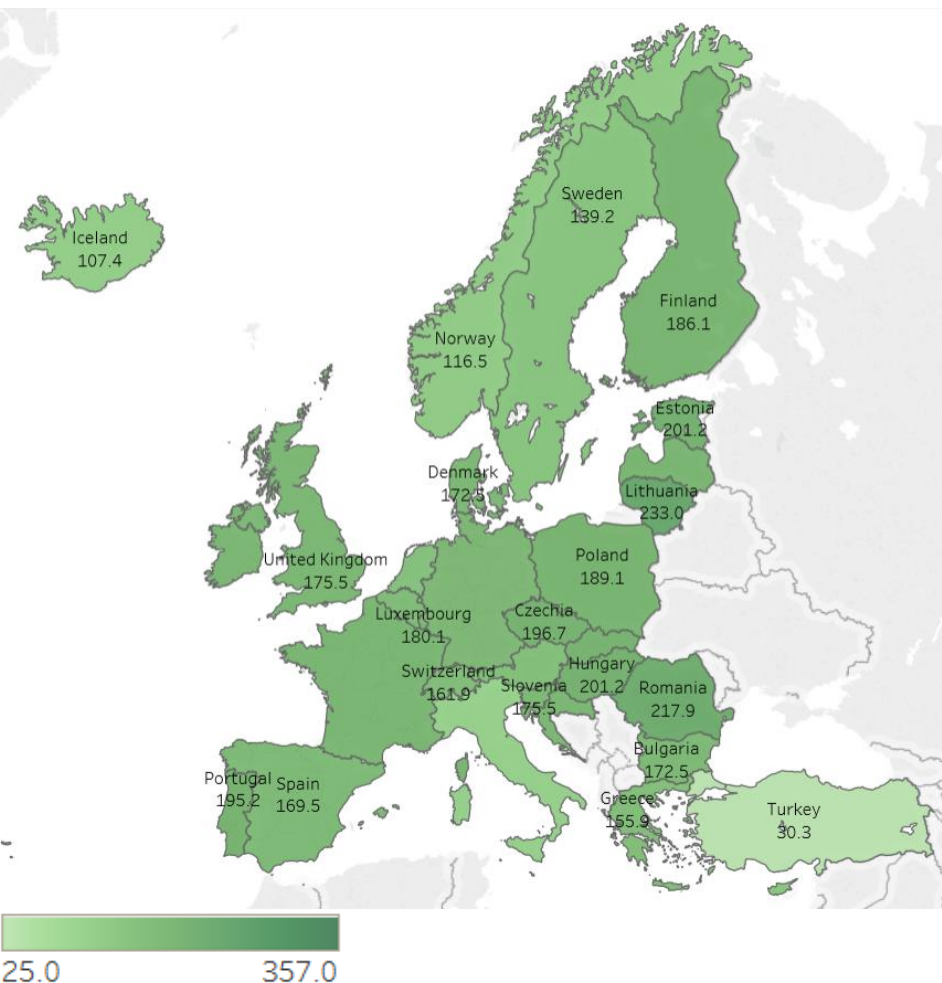 Sweden
139.2
Iceland
107.4
Finland
186.1
Norway
116.5
Estonia
201.2
Denmark
172.5
Lithuania
233.0
United Kingdom
175.5
Poland
189.1
Luxembourg
180.1
Czechia
196.7
Switzerland
161.9
Hungary
201.2
Slovenia
175.5
Romania
217.9
Bulgaria
172.5
Portugal
195.2
Spain
169.5
Greece
155.9
Turkey
30.3
25.0
357.0